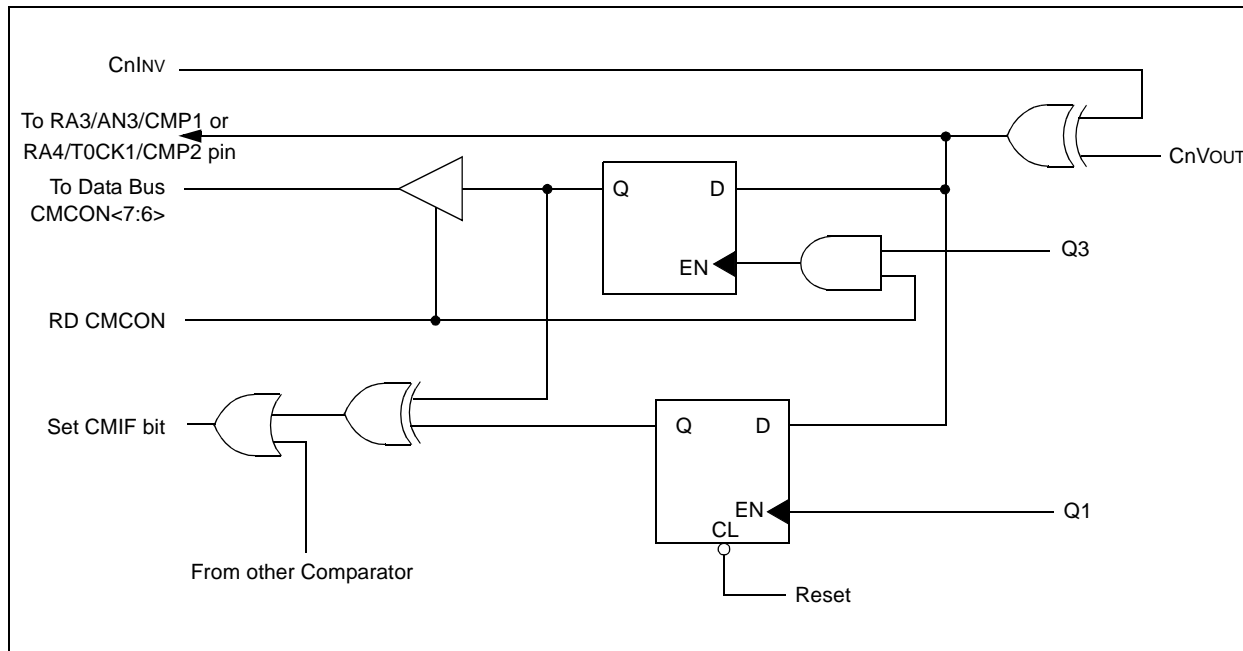 CnINV
To RA3/AN3/CMP1 or
RA4/T0CK1/CMP2 pin
CnVOUT
To Data Bus
CMCON<7:6>
Q D
EN
Q3
RD CMCON
Set CMIF bit
Q D
EN
CL
Q1
From other Comparator
Reset